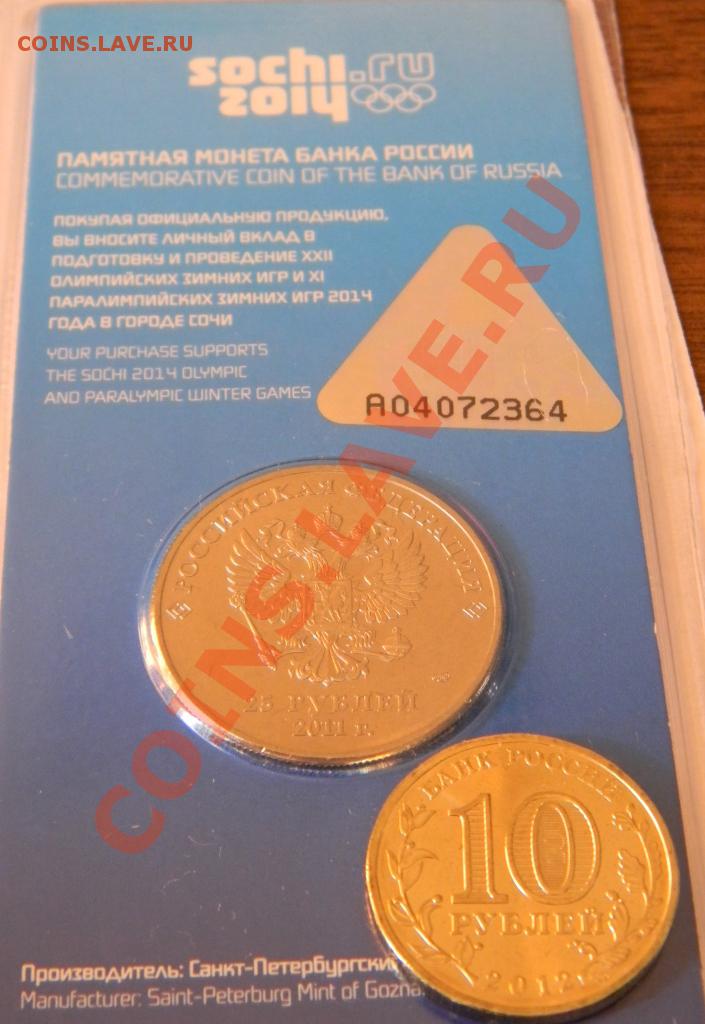 COINS.LAVE.RU
sochi.ru
2014
ПАМЯТНАЯ МОНЕТА БАНКА РОССИИ
COMMEMORATIVE COIN OF THE BANK OF RUSSIA
ПОКУПАЯ ОФИЦИАЛЬНУЮ ПРОДУКЦИЮ,
ВЫ ВНОСИТЕ ЛИЧНЫЙ ВКЛАД В
ПОДГОТОВКУ И ПРОВЕДЕНИЕ XXII
ОЛИМПИЙСКИХ ЗИМНИХ ИГР И XI
ПАРАЛИМПИЙСКИХ ЗИМНИХ ИГР 2014
ГОДА В ГОРОДЕ СОЧИ
YOUR PURCHASE SUPPORTS
THE SOCHI 2014 OLYMPIC
AND PARALYMPIC WINTER GAMES
A04072364
COINS.LAVE.RU
РОССИЙСКАЯ ФЕДЕРАЦИЯ
25 РУБЛЕЙ
2011 г.
БАНК РОССИИ
10
РУБЛЕЙ
2012
Производитель: Санкт-Петербургский
Manufacturer: Saint-Peterburg Mint of Gozna